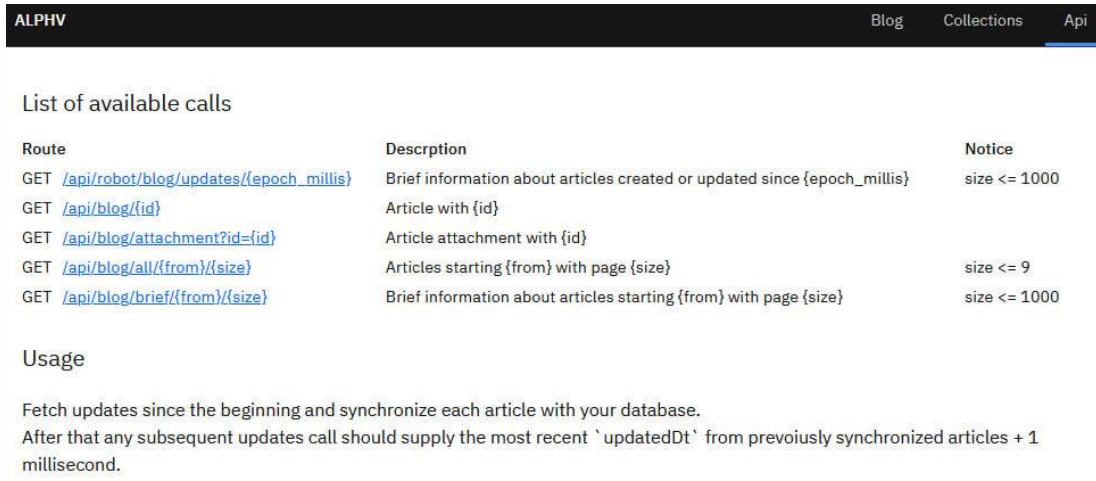 ALPHV Blog Collections Api
List of available calls
Route Descrption Notice
GET /api/robot/blog/updates/{epoch_millis} Brief information about articles created or updated since {epoch_millis} size <= 1000
GET /api/blog/{id} Article with {id}
GET /api/blog/attachment?id={id} Article attachment with {id}
GET /api/blog/all/{from}/{size} Articles starting {from} with page {size} size <= 9
GET /api/blog/brief/{from}/{size} Brief information about articles starting {from} with page {size} size <= 1000
Usage
Fetch updates since the beginning and synchronize each article with your database.
After that any subsequent updates call should supply the most recent `updatedDt` from prevoiusly synchronized articles + 1
millisecond.